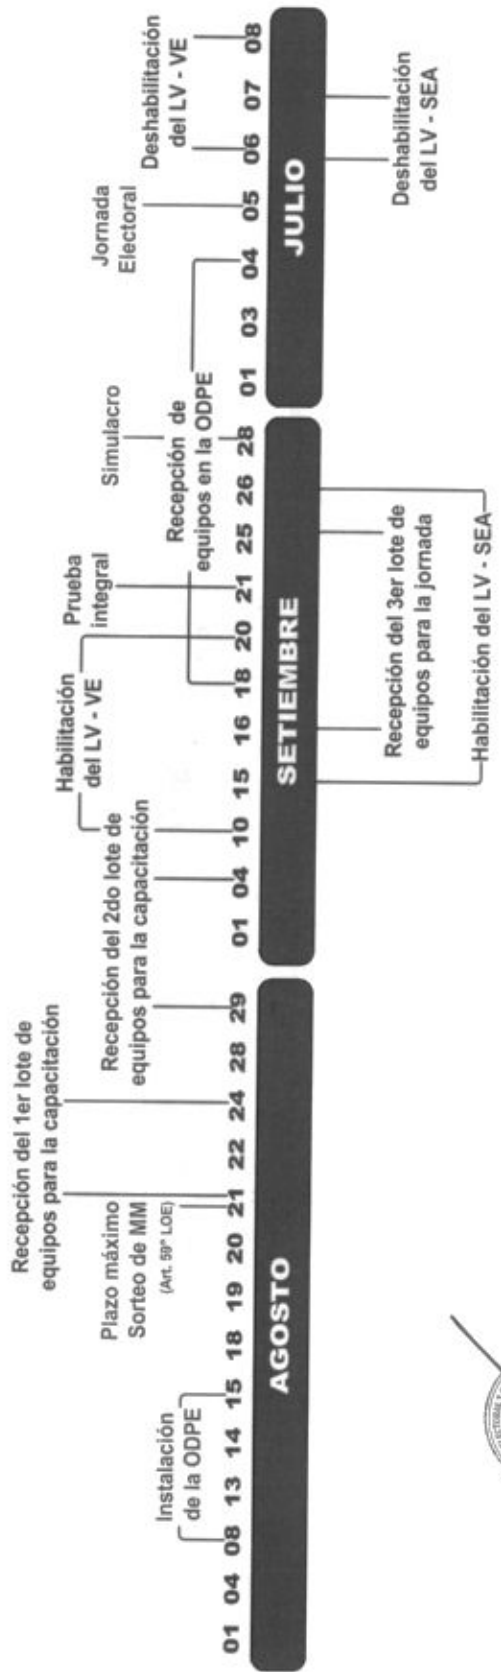 Recepción del 1er lote de
equipos para la capacitación
Plazo máximo
Sorteo de MM
(Art. 59° LOE)
Instalación
de la ODPE
Recepción del 2do lote de
equipos para la capacitación
Habilitación
del LV - VE
Prueba
integral
Simulacro
Recepción de
equipos en la ODPE
Jornada
Electoral
Deshabilitación
del LV - VE
01 04 08 13 14 15 18 19 20 21 22 24 28 29
01 04 10 15 16 18 20 21 25 26 28
01 03 04 05 06 07 08
AGOSTO
SETIEMBRE
JULIO
Recepción del 3er lote de
equipos para la jornada
Habilitación del LV - SEA
Deshabilitación
del LV - SEA